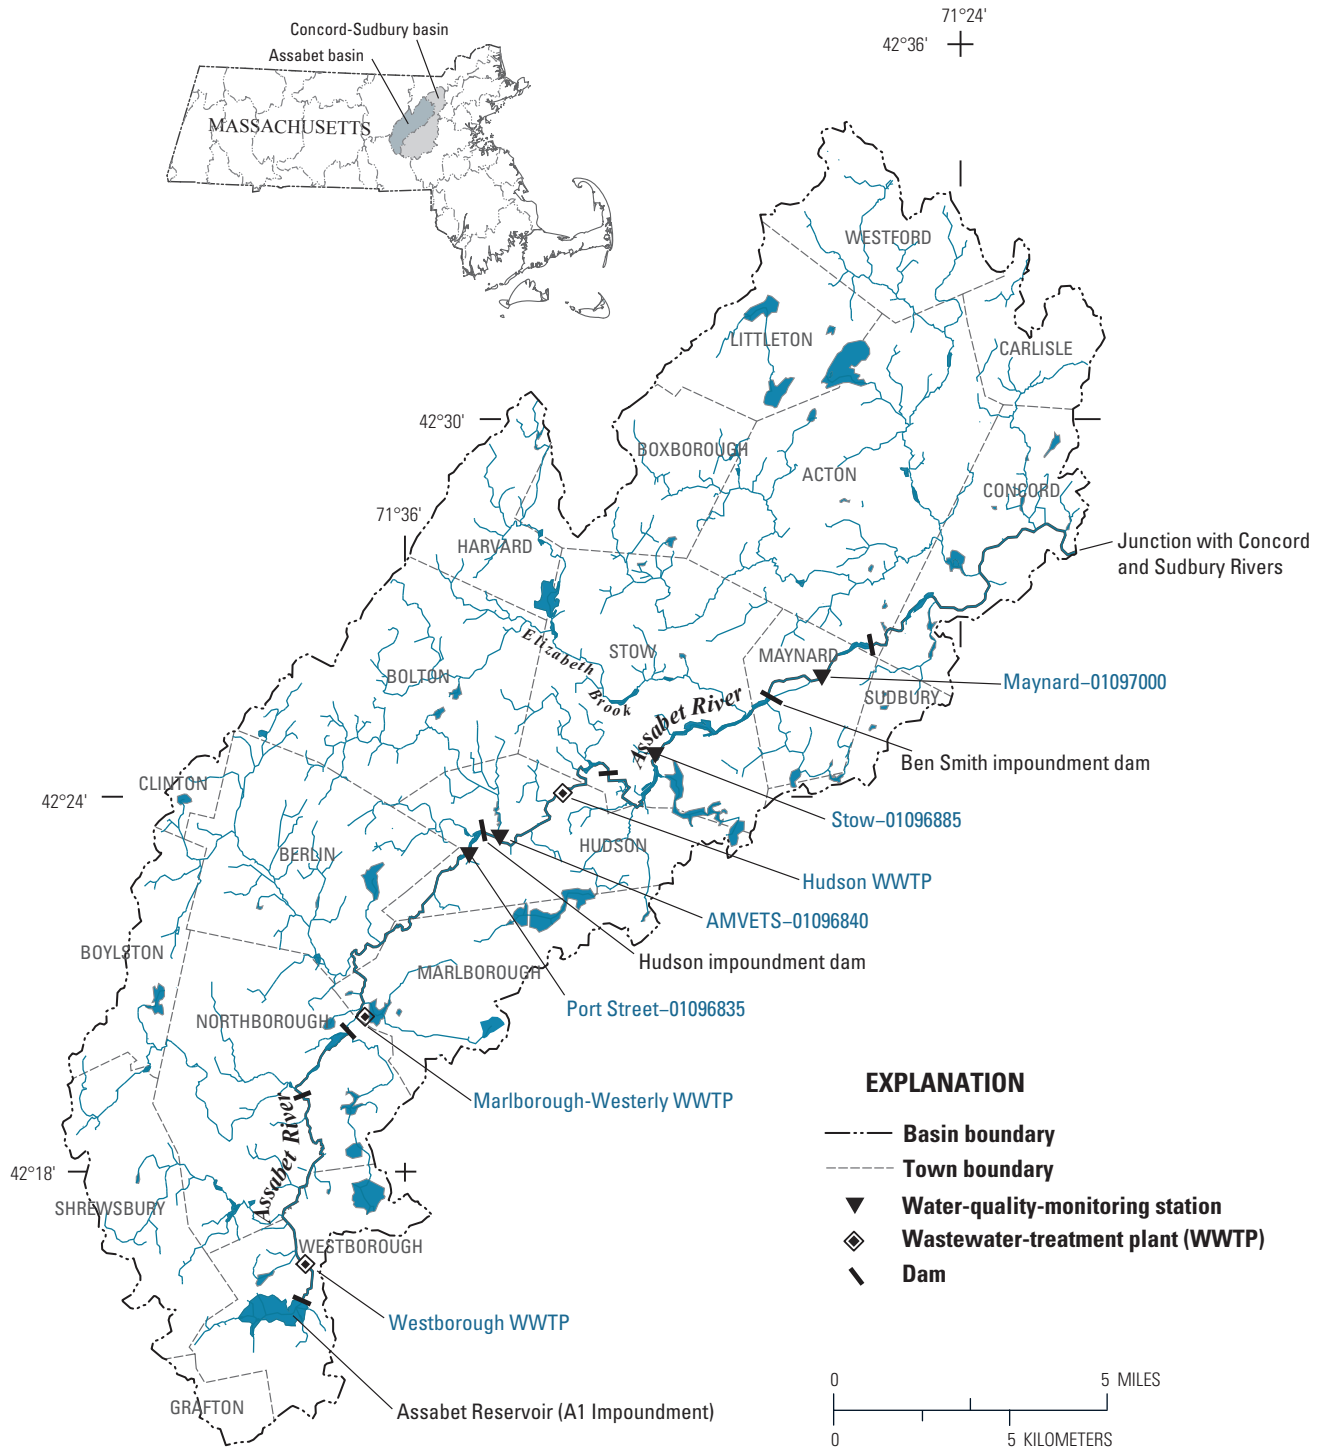 71°24'
42°36'
Concord-Sudbury basin
Assabet basin
MASSACHUSETTS
WESTFORD
LITTLETON
CARLISLE
42°30'
BOXBOROUGH
ACTON
CONCORD
71°36'
HARVARD
Junction with Concord
and Sudbury Rivers
Elizabeth
Brook
STOW
MAYNARD
BOLTON
SUDBURY
Maynard–01097000
Assabet River
Ben Smith impoundment dam
CLINTON
42°24'
Stow–01096885
BERLIN
HUDSON
Hudson WWTP
AMVETS–01096840
BOYLSTON
Hudson impoundment dam
MARLBOROUGH
Port Street–01096835
NORTHBOROUGH
EXPLANATION
Marlborough-Westerly WWTP
Assabet River
Basin boundary
Town boundary
42°18'
SHREWSBURY
Water-quality-monitoring station
Wastewater-treatment plant (WWTP)
WESTBOROUGH
Dam
Westborough WWTP
0 5 MILES
GRAFTON
Assabet Reservoir (A1 Impoundment)
0 5 KILOMETERS